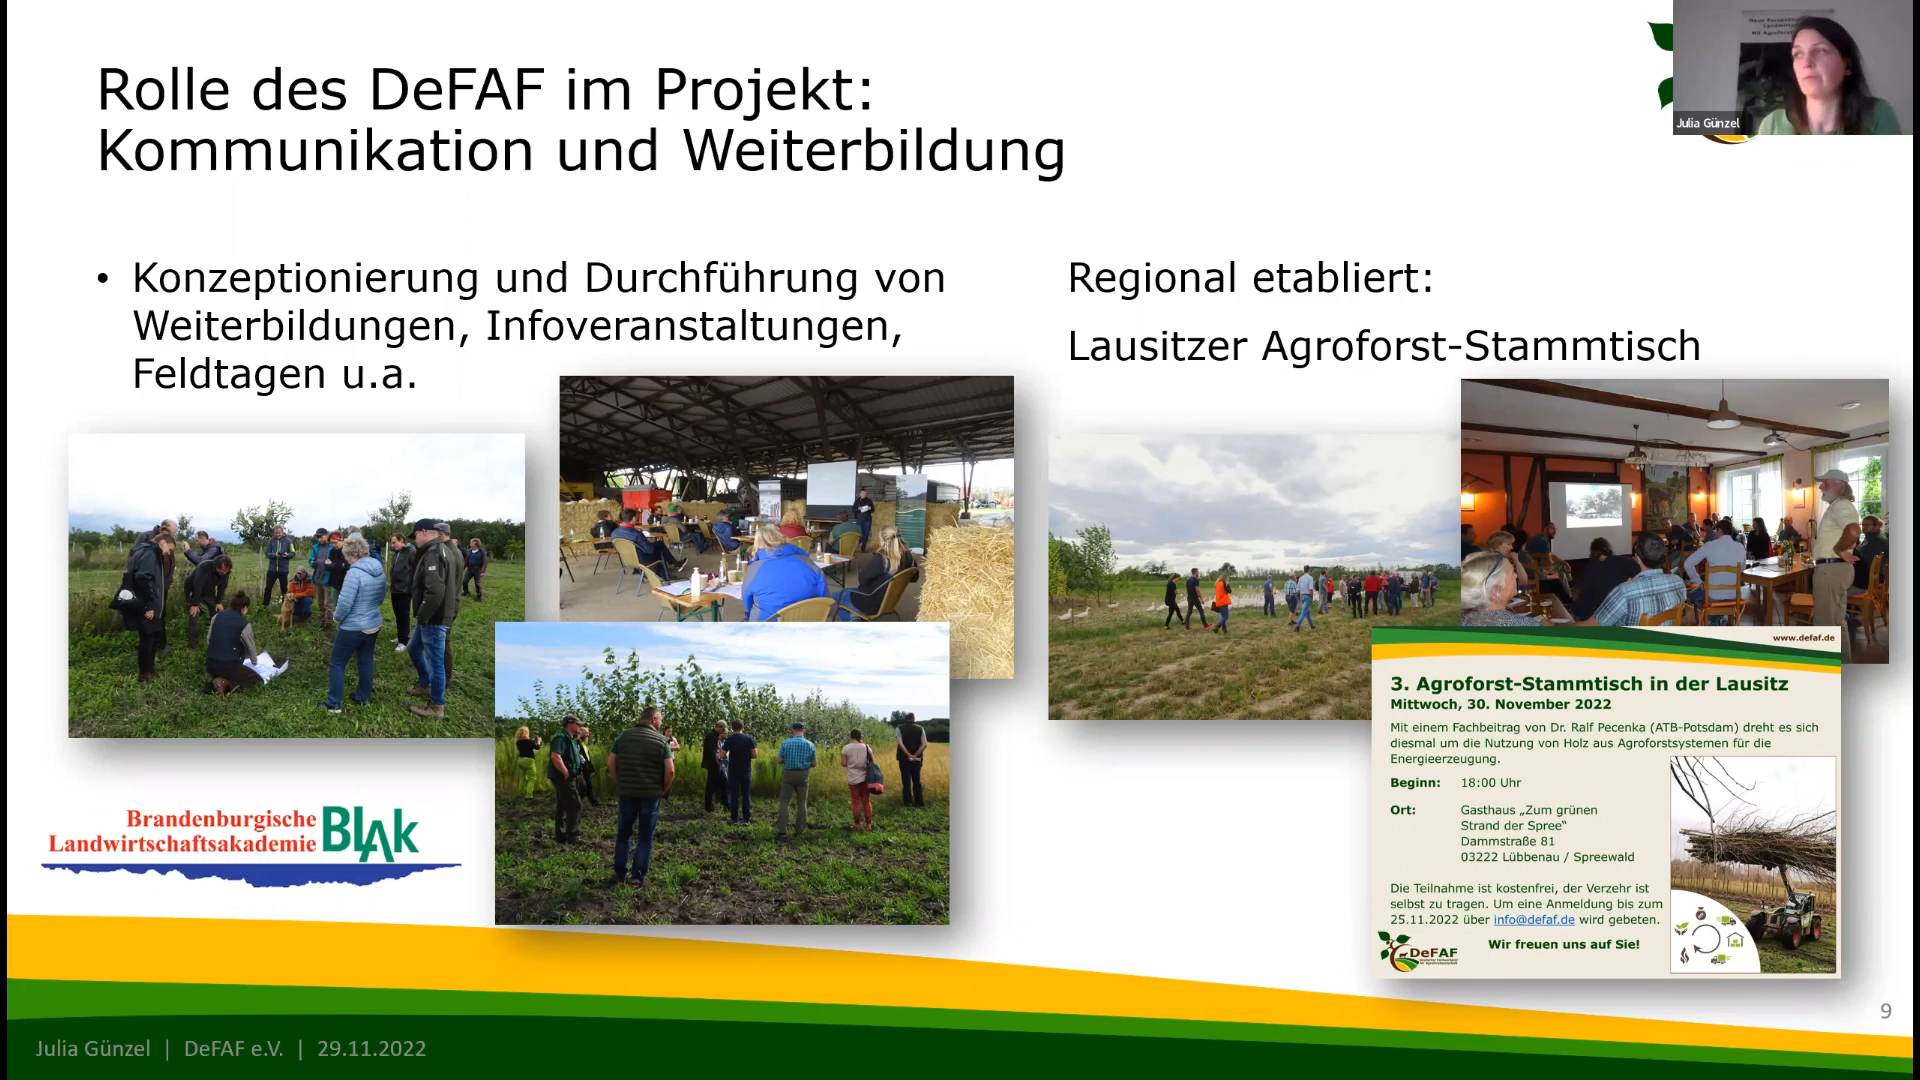 Rolle des DeFAF im Projekt:
Kommunikation und Weiterbildung
• Konzeptionierung und Durchführung von
Weiterbildungen, Infoveranstaltungen,
Feldtagen u.a.
Regional etabliert:
Lausitzer Agroforst-Stammtisch
Julia Günzel
Brandenburgische
Landwirtschaftsakademie
BLAk
www.defaf.de
3. Agroforst-Stammtisch in der Lausitz
Mittwoch, 30. November 2022
Mit einem Fachbeitrag von Dr. Ralf Pecenka (ATB-Potsdam) dreht es sich
diesmal um die Nutzung von Holz aus Agroforstsystemen für die
Energieerzeugung.
Beginn: 18:00 Uhr
Ort: Gasthaus „Zum grünen
Strand der Spree“
Dammstraße 81
03222 Lübbenau / Spreewald
Die Teilnahme ist kostenfrei, der Verzehr ist
selbst zu tragen. Um eine Anmeldung bis zum
25.11.2022 über info@defaf.de wird gebeten.
Wir freuen uns auf Sie!
DeFAF
9
Julia Günzel | DeFAF e.V. | 29.11.2022